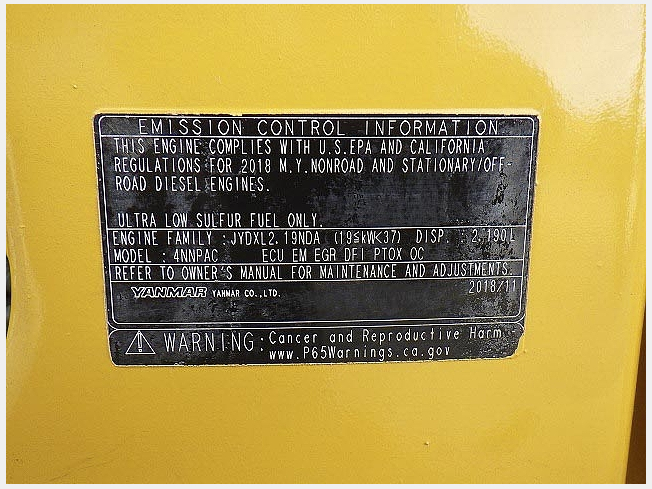 EMISSION CONTROL INFORMATION
THIS ENGINE COMPLIES WITH U.S.EPA AND CALIFORNIA
REGULATIONS FOR 2018 M.Y.NONROAD AND STATIONARY/OFF-
ROAD DIESEL ENGINES.
ULTRA LOW SULFUR FUEL ONLY.
ENGINE FAMILY : JYDXL2.19NDA (19≦kW<37) DISP. : 2.190L
MODEL : 4NNPAC ECU EM EGR DFI PTOX OC
REFER TO OWNER'S MANUAL FOR MAINTENANCE AND ADJUSTMENTS.
2018/11
YANMAR YANMAR CO.,LTD.
WARNING: Cancer and Reproductive Harm -
www.P65Warnings.ca.gov